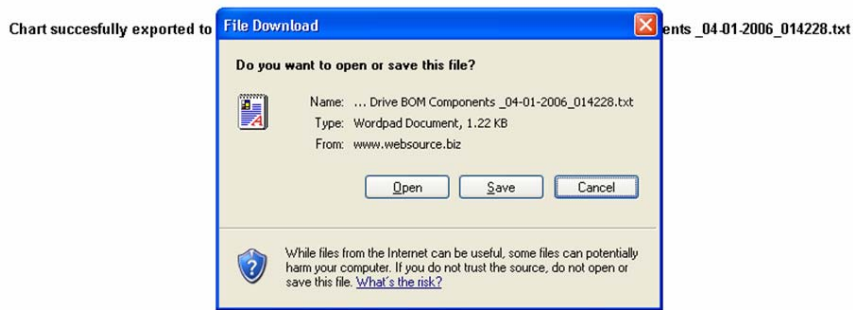 Chart succesfully exported to
ents _04-01-2006_014228.txt
File Download
Do you want to open or save this file?
Name: ... Drive BOM Components _04-01-2006_014228.txt
Type: Wordpad Document, 1.22 KB
From: www.websource.biz
Open Save Cancel
While files from the Internet can be useful, some files can potentially
harm your computer. If you do not trust the source, do not open or
save this file. What's the risk?